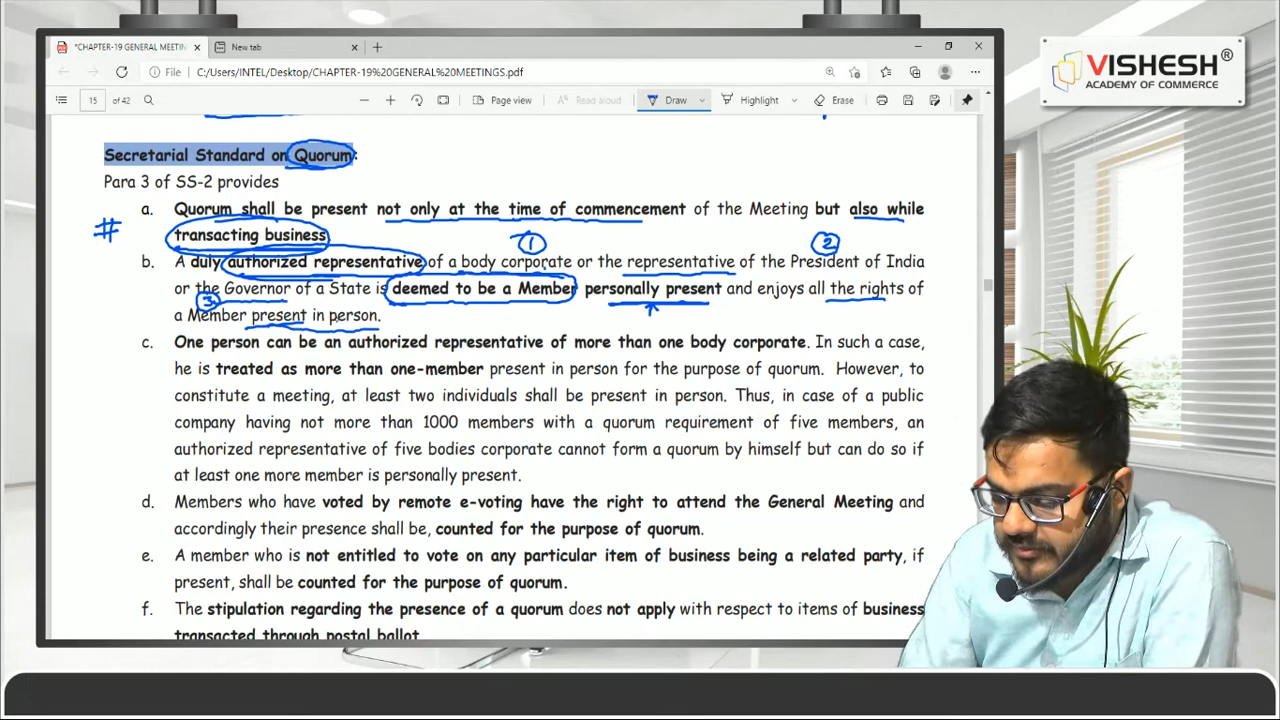 *CHAPTER-19 GENERAL MEETIN
New tab
File
C:/Users/INTEL/Desktop/CHAPTER-19%20GENERAL%20MEETINGS.pdf
15 of 42
Page view
Read aloud
Draw
Highlight
Erase
VISHESH®
ACADEMY OF COMMERCE
Secretarial Standard on Quorum:
Para 3 of SS-2 provides
a. Quorum shall be present not only at the time of commencement of the Meeting but also while
# transacting business
1 2
b. A duly authorized representative of a body corporate or the representative of the President of India
or the Governor of a State is deemed to be a Member personally present and enjoys all the rights of
3
a Member present in person.
c. One person can be an authorized representative of more than one body corporate. In such a case,
he is treated as more than one-member present in person for the purpose of quorum. However, to
constitute a meeting, at least two individuals shall be present in person. Thus, in case of a public
company having not more than 1000 members with a quorum requirement of five members, an
authorized representative of five bodies corporate cannot form a quorum by himself but can do so if
at least one more member is personally present.
d. Members who have voted by remote e-voting have the right to attend the General Meeting and
accordingly their presence shall be, counted for the purpose of quorum.
e. A member who is not entitled to vote on any particular item of business being a related party, if
present, shall be counted for the purpose of quorum.
f. The stipulation regarding the presence of a quorum does not apply with respect to items of business
transacted through postal ballot